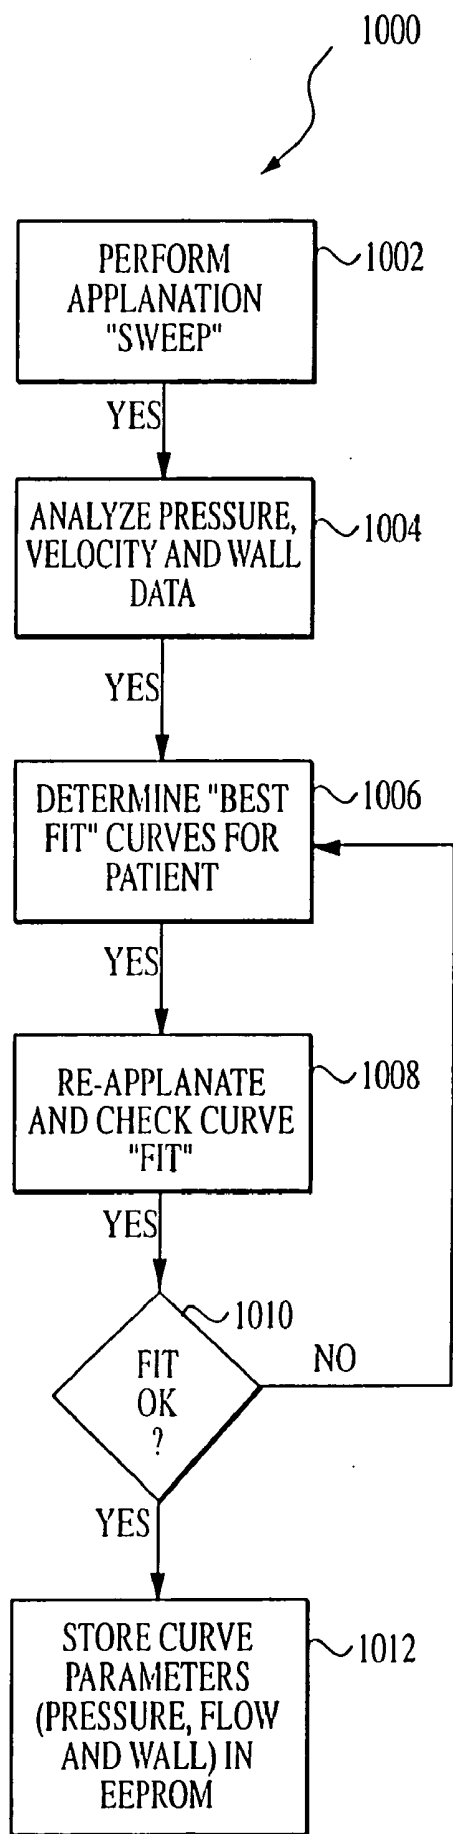 1000
PERFORM
APPLANATION
"SWEEP"
1002
YES
ANALYZE PRESSURE,
VELOCITY AND WALL
DATA
1004
YES
DETERMINE "BEST
FIT" CURVES FOR
PATIENT
1006
YES
RE-APPLANATE
AND CHECK CURVE
"FIT"
1008
YES
1010
FIT
OK
?
NO
YES
STORE CURVE
PARAMETERS
(PRESSURE, FLOW
AND WALL) IN
EEPROM
1012